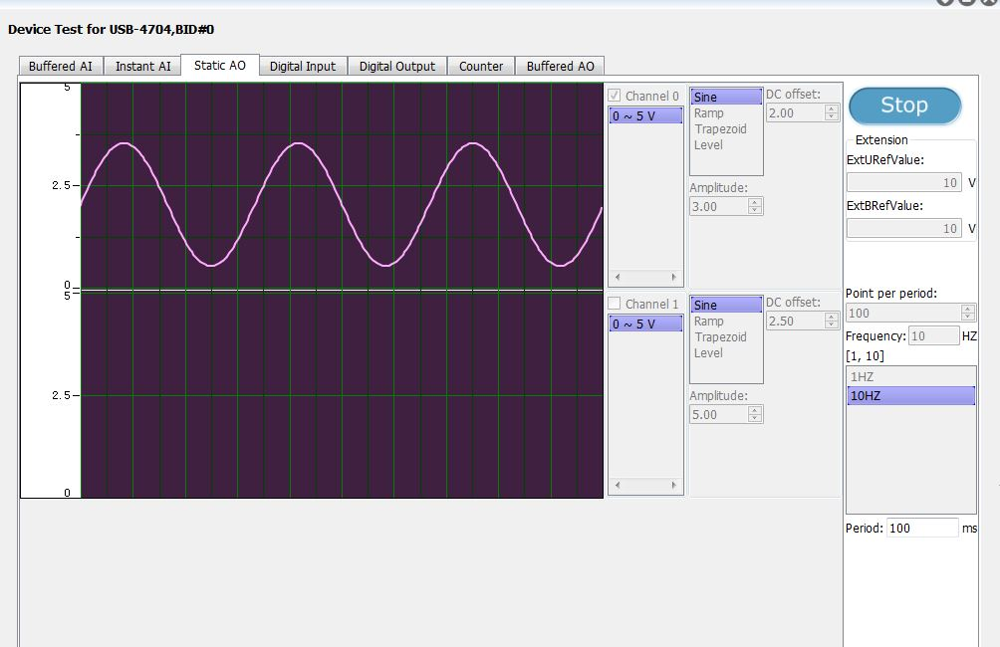 Device Test for USB-4704,BID#0
Buffered AI Instant AI Static AO Digital Input Digital Output Counter Buffered AO
5
2.5
0
Channel 0
0 ~ 5 V
Sine
Ramp
Trapezoid
Level
DC offset:
2.00
Amplitude:
3.00
5
2.5
0
Channel 1
0 ~ 5 V
Sine
Ramp
Trapezoid
Level
DC offset:
2.50
Amplitude:
5.00
Stop
Extension
ExtURefValue:
10 V
ExtBRefValue:
10 V
Point per period:
100
Frequency: 10 HZ
[1, 10]
1HZ
10HZ
Period: 100 ms